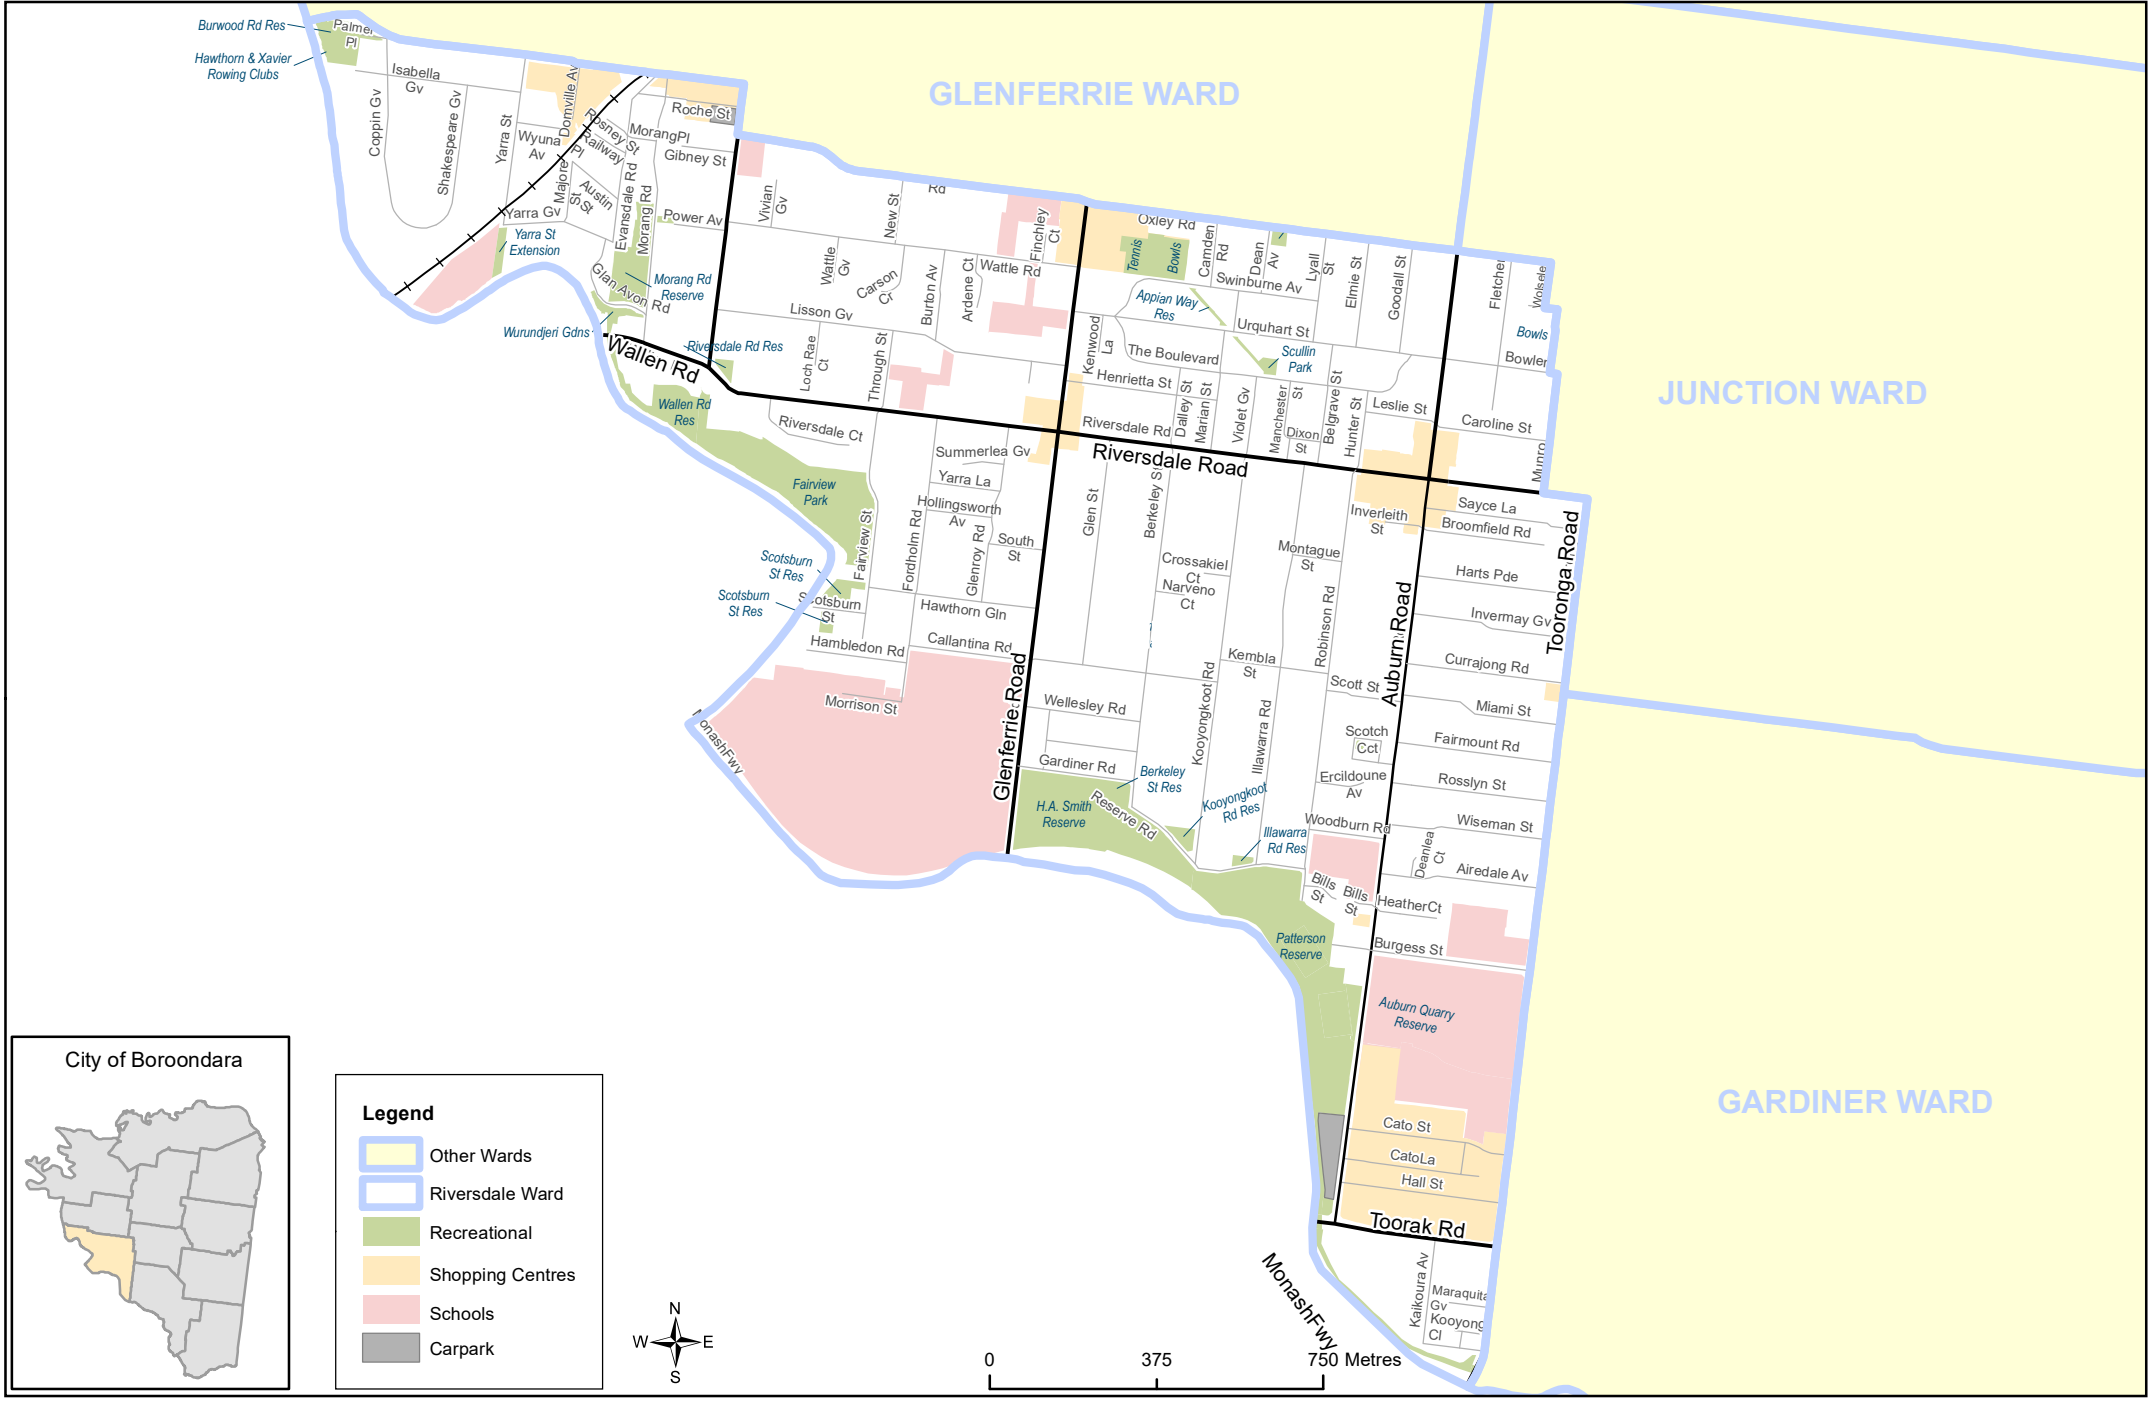 Burwood Rd Res
Hawthorn & Xavier
Rowing Clubs
Palmer
Pl
Isabella
Gv
Coppin Gv
Shakespeare Gv
Yarra St
Domville Av
Wyuna
Av
Rosney St
Railway
Pl
Majore
St
Austin
St
Yarra Gv
Yarra St
Extension
Evansdale Rd
Morang Rd
Roche St
MorangPl
Gibney St
Power Av
Glan Avon Rd
Morang Rd
Reserve
Wurundjeri Gdns
Wallen Rd
Riversdale Rd Res
Wallen Rd
Res
GLENFERRIE WARD
Vivian
Gv
New St
Rd
Finchley
Ct
Wattle
Gv
Carson
Cr
Burton Av
Ardene Ct
Wattle Rd
Lisson Gv
Loch Rae
Ct
Through St
Riversdale Ct
Oxley Rd
Tennis
Bowls
Camden
Rd
Dean
Av
Lyall
St
Elmie St
Goodall St
Swinburne Av
Appian Way
Res
Urquhart St
Kenwood
La
The Boulevard
Scullin
Park
Henrietta St
Dalley St
Marian St
Violet Gv
Manchester
St
Dixon
St
Belgrave St
Hunter St
Leslie St
Riversdale Rd
Riversdale Road
Fletcher
Wolsele
Bowls
Bowler
Caroline St
Munro
JUNCTION WARD
Fairview
Park
Summerlea Gv
Yarra La
Hollingsworth
Av
South
St
Glenroy Rd
Fordholm Rd
Fairview St
Scotsburn
St Res
Scotsburn
St Res
Scotsburn
St
Hawthorn Gln
Hambledon Rd
Callantina Rd
Morrison St
MonashFwy
Glenferrie Road
Glen St
Berkeley St
Crossakiel
Ct
Narveno
Ct
Montague
St
Inverleith
St
Robinson Rd
Kembla
St
Scott St
Kooyongkoot Rd
Illawarra Rd
Wellesley Rd
Gardiner Rd
Berkeley
St Res
H.A. Smith
Reserve
Reserve Rd
Kooyongkoot
Rd Res
Illawarra
Rd Res
Scotch
Cct
Ercildoune
Av
Woodburn Rd
Bills
St
Bills
St
Auburn Road
Sayce La
Broomfield Rd
Tooronga Road
Harts Pde
Invermay Gv
Currajong Rd
Miami St
Fairmount Rd
Rosslyn St
Wiseman St
Deanlea
Ct
Airedale Av
HeatherCt
Burgess St
Patterson
Reserve
Auburn Quarry
Reserve
Cato St
CatoLa
Hall St
Toorak Rd
MonashFwy
Kaikoura Av
Maraquita
Gv
Kooyong
Cl
GARDINER WARD
City of Boroondara
Legend
Other Wards
Riversdale Ward
Recreational
Shopping Centres
Schools
Carpark
N
W
E
S
0
375
750 Metres